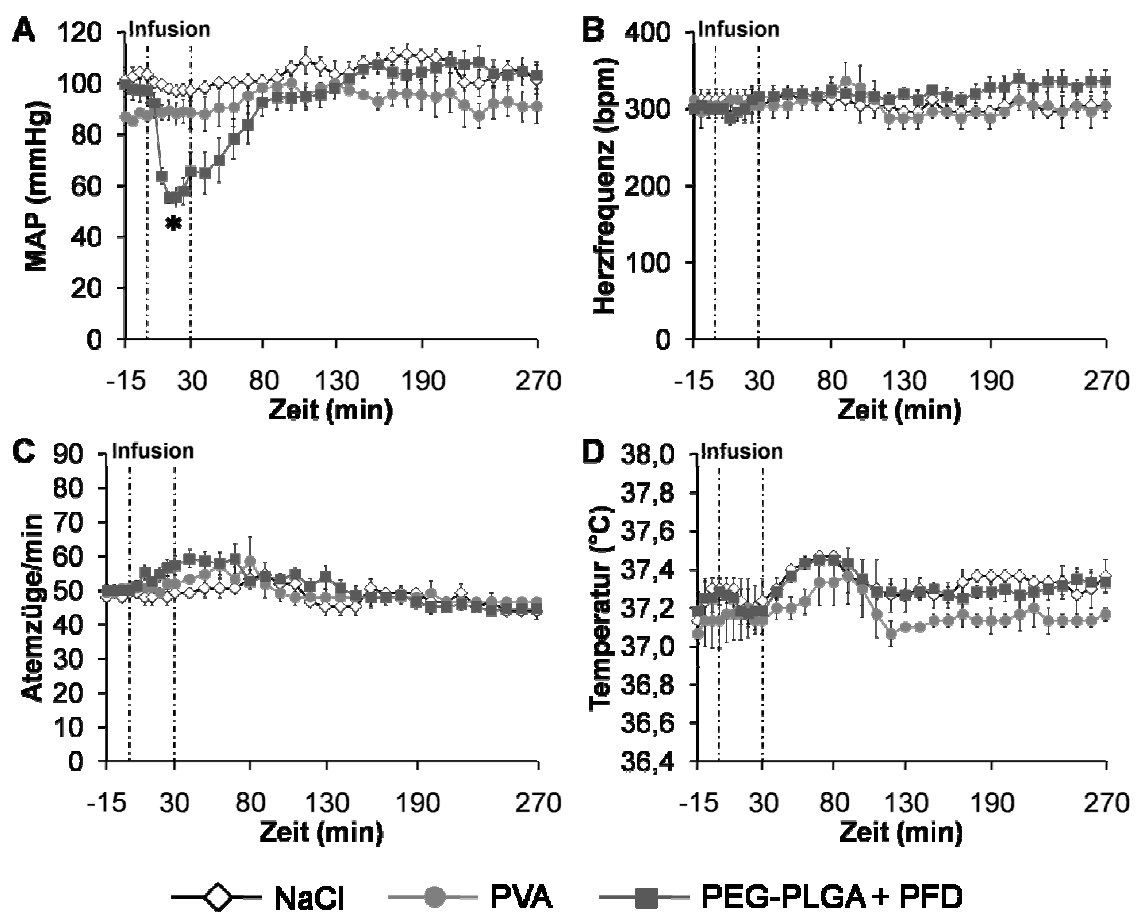 A
Infusion
MAP (mmHg)
120
100
80
60
40
20
0
*
-15 30 80 130 190 270
Zeit (min)
B
Infusion
Herzfrequenz (bpm)
400
300
200
100
0
-15 30 80 130 190 270
Zeit (min)
C
Infusion
Atemzüge/min
90
80
70
60
50
40
30
20
10
0
-15 30 80 130 190 270
Zeit (min)
D
Infusion
Temperatur (°C)
38,0
37,8
37,6
37,4
37,2
37,0
36,8
36,6
36,4
-15 30 80 130 190 270
Zeit (min)
NaCl PVA PEG-PLGA + PFD